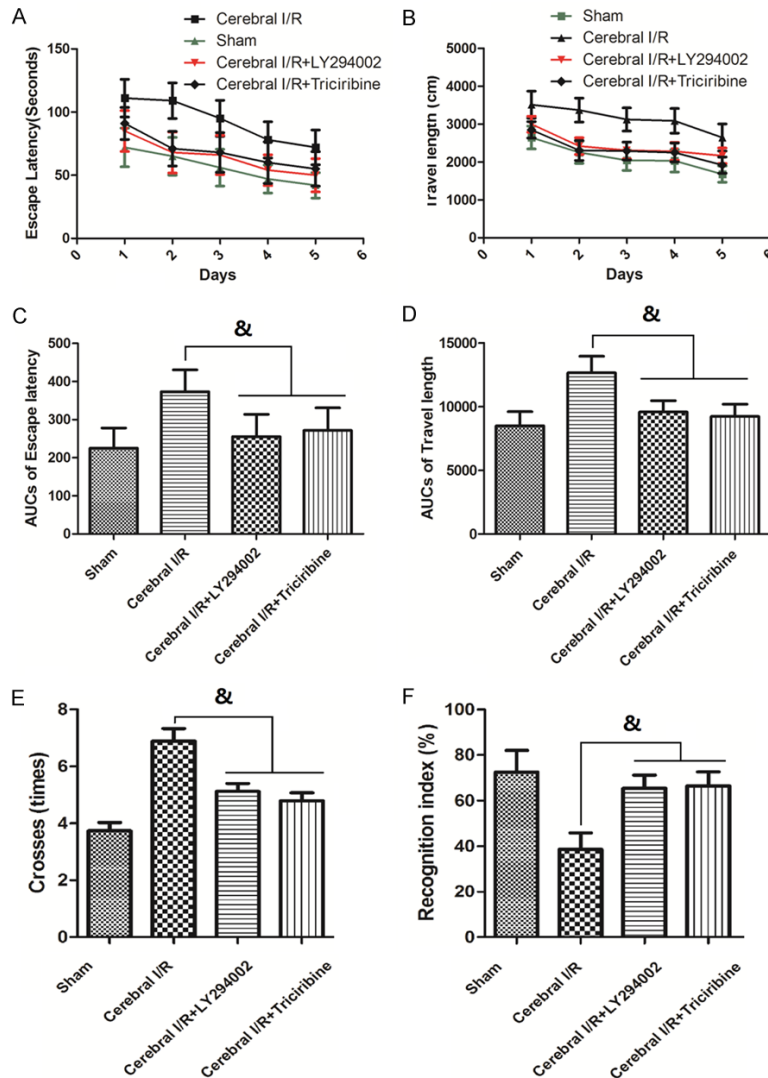 A
Cerebral I/R
Sham
Cerebral I/R+LY294002
Cerebral I/R+Triciribine
Escape Latency(Seconds)
150
100
50
0
0
1
2
3
4
5
6
Days
B
Sham
Cerebral I/R
Cerebral I/R+LY294002
Cerebral I/R+Triciribine
Travel length (cm)
5000
4000
3000
2000
1000
0
0
1
2
3
4
5
6
Days
C
&
AUCs of Escape latency
500
400
300
200
100
0
Sham
Cerebral I/R
Cerebral I/R+LY294002
Cerebral I/R+Triciribine
D
&
AUCs of Travel length
15000
10000
5000
0
Sham
Cerebral I/R
Cerebral I/R+LY294002
Cerebral I/R+Triciribine
E
&
Crosses (times)
8
6
4
2
0
Sham
Cerebral I/R
Cerebral I/R+LY294002
Cerebral I/R+Triciribine
F
&
Recognition index (%)
100
80
60
40
20
0
Sham
Cerebral I/R
Cerebral I/R+LY294002
Cerebral I/R+Triciribine